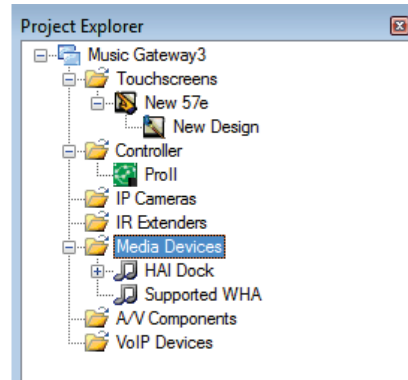 Project Explorer
Music Gateway3
Touchscreens
New 57e
New Design
Controller
ProII
IP Cameras
IR Extenders
Media Devices
HAI Dock
Supported WHA
A/V Components
VoIP Devices